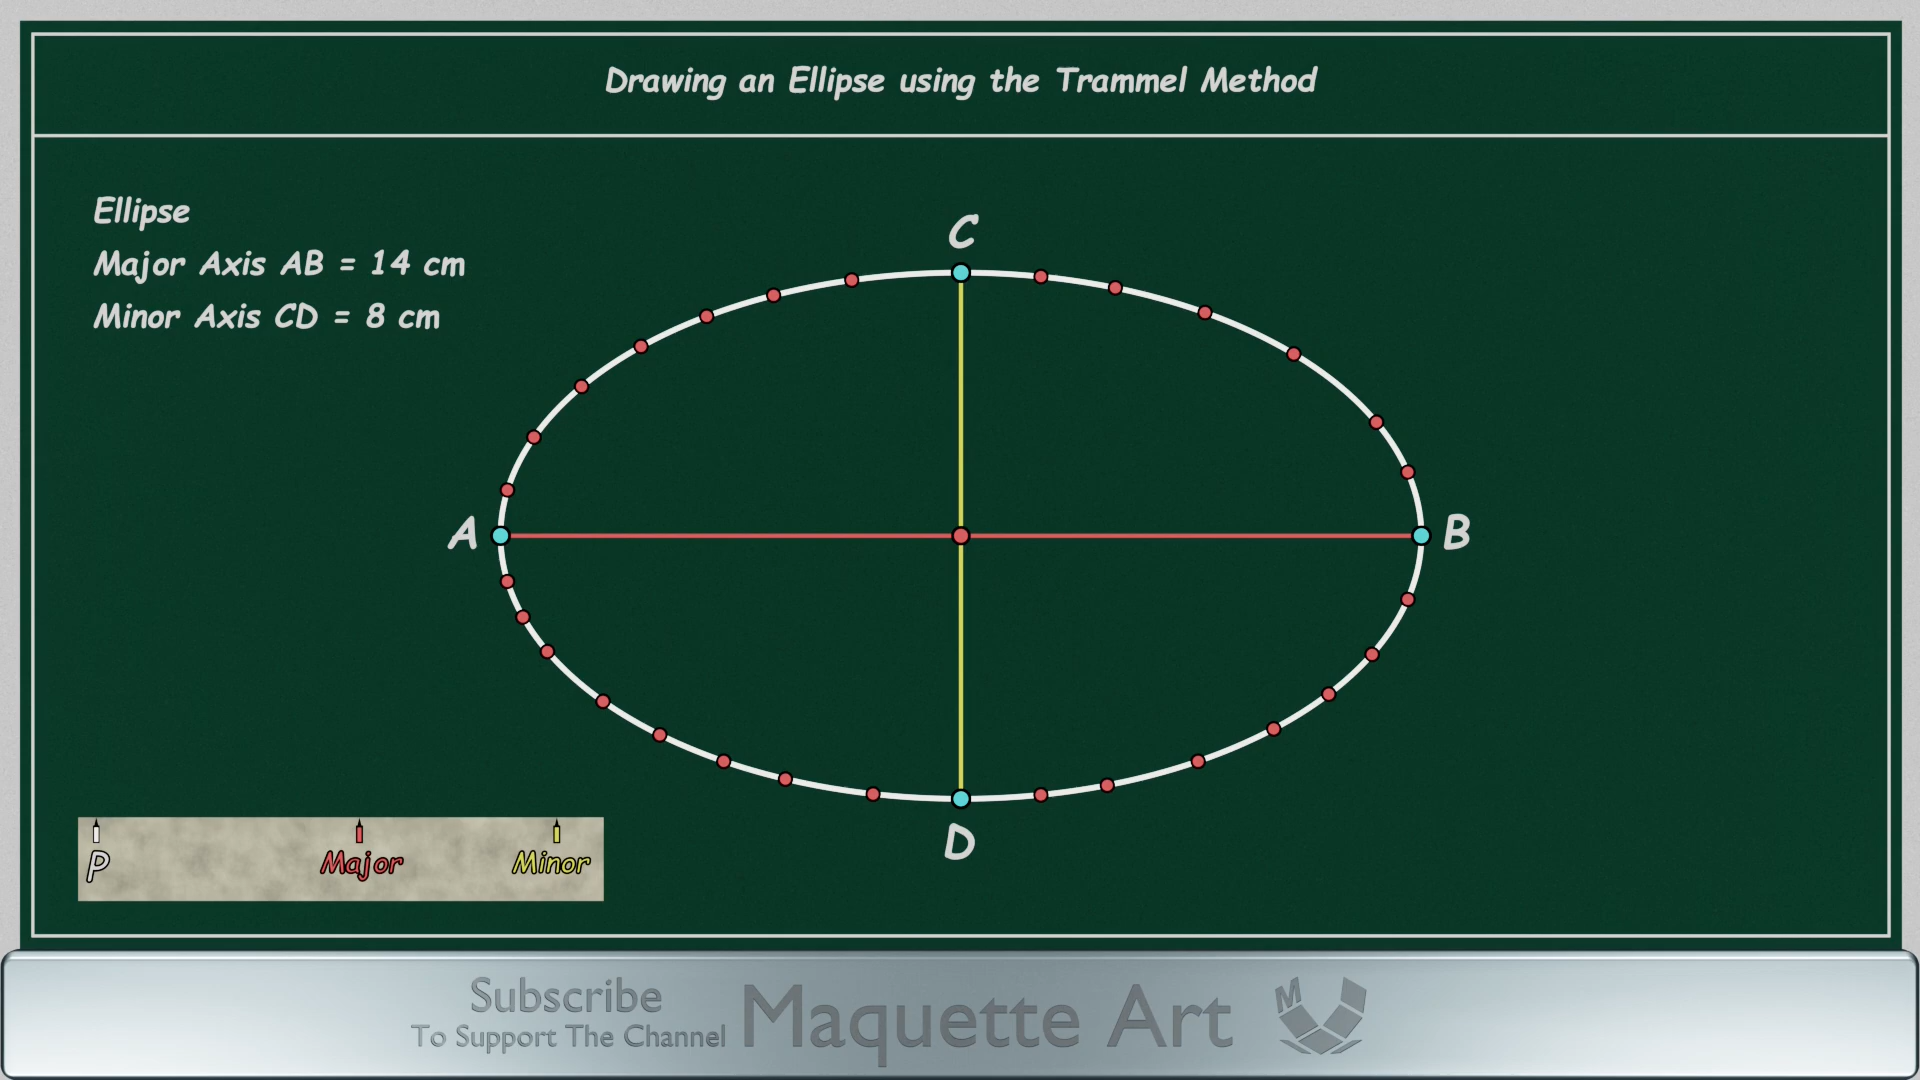 Drawing an Ellipse using the Trammel Method
Ellipse
Major Axis AB = 14 cm
Minor Axis CD = 8 cm
C
A
B
D
P
Major
Minor
Subscribe
To Support The Channel
Maquette Art
M